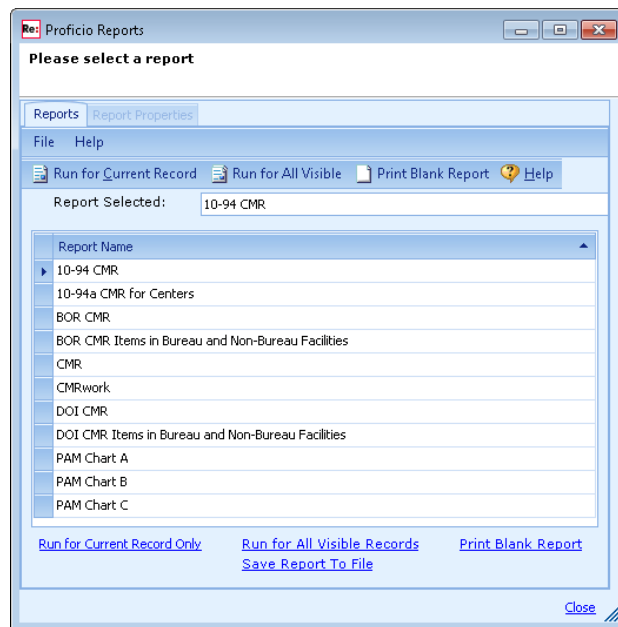 Re: Proficio Reports
Please select a report
Reports Report Properties
File Help
Run for Current Record Run for All Visible Print Blank Report Help
Report Selected: 10-94 CMR
Report Name
10-94 CMR
10-94a CMR for Centers
BOR CMR
BOR CMR Items in Bureau and Non-Bureau Facilities
CMR
CMRwork
DOI CMR
DOI CMR Items in Bureau and Non-Bureau Facilities
PAM Chart A
PAM Chart B
PAM Chart C
Run for Current Record Only Run for All Visible Records Print Blank Report
Save Report To File
Close